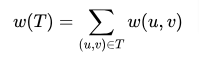 w(T) = ∑_{(u,v)∈T} w(u, v)